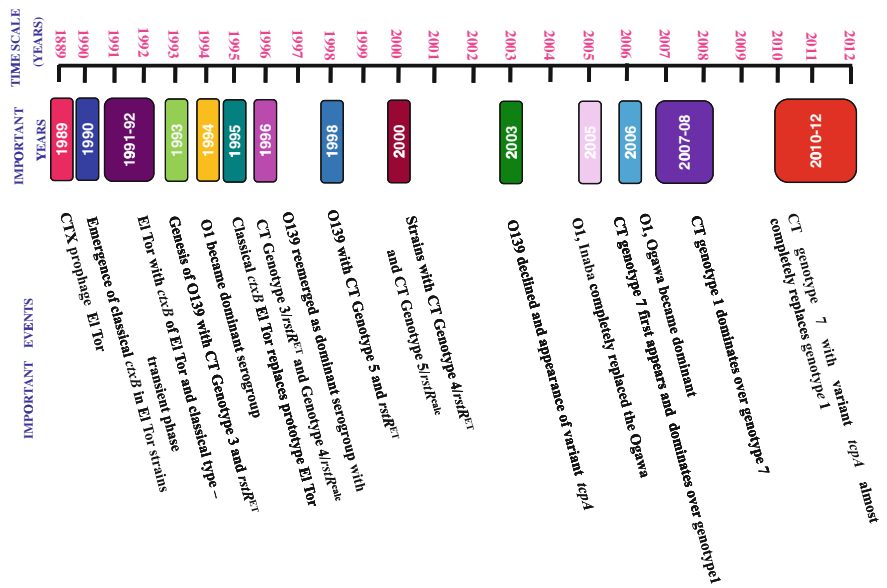 TIME SCALE
(YEARS)
1889
1990
1991
1992
1993
1994
1995
1996
1997
1998
1999
2000
2001
2002
2003
2004
2005
2006
2007
2008
2009
2010
2011
2012
IMPORTANT
YEARS
1989
1990
1991-92
1993
1994
1995
1996
1998
2000
2003
2005
2006
2007-08
2010-12
IMPORTANT EVENTS
CTX prophage El Tor
Emergence of classical ctxB in El Tor strains
El Tor with ctxB of El Tor and classical type –
transient phase
Genesis of O139 with CT Genotype 3 and rstR^ET
O1 became dominant serogroup
Classical ctxB El Tor replaces prototype El Tor
O139 reemerged as dominant serogroup with
CT Genotype 3/rstR^ET and Genotype 4/rstR^calc
O139 with CT Genotype 5 and rstR^ET
Strains with CT Genotype 4/rstR^ET
and CT Genotype 5/rstR^calc
O139 declined and appearance of variant tcpA
O1, Inaba completely replaced the Ogawa
O1, Ogawa became dominant
CT genotype 7 first appears and dominates over genotype1
CT genotype 1 dominates over genotype 7
CT genotype 7 with variant tcpA almost
completely replaces genotype 1